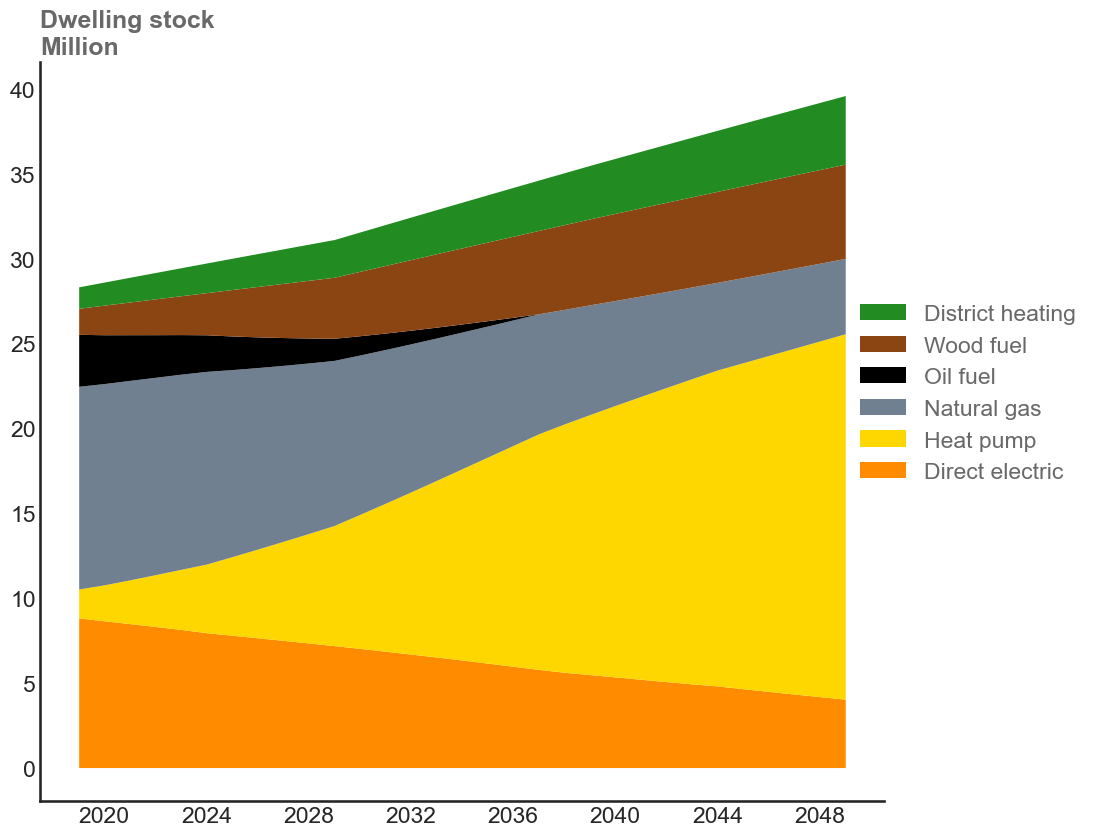 Dwelling stock
Million
40
35
30
25
20
15
10
5
0
2020 2024 2028 2032 2036 2040 2044 2048
District heating
Wood fuel
Oil fuel
Natural gas
Heat pump
Direct electric